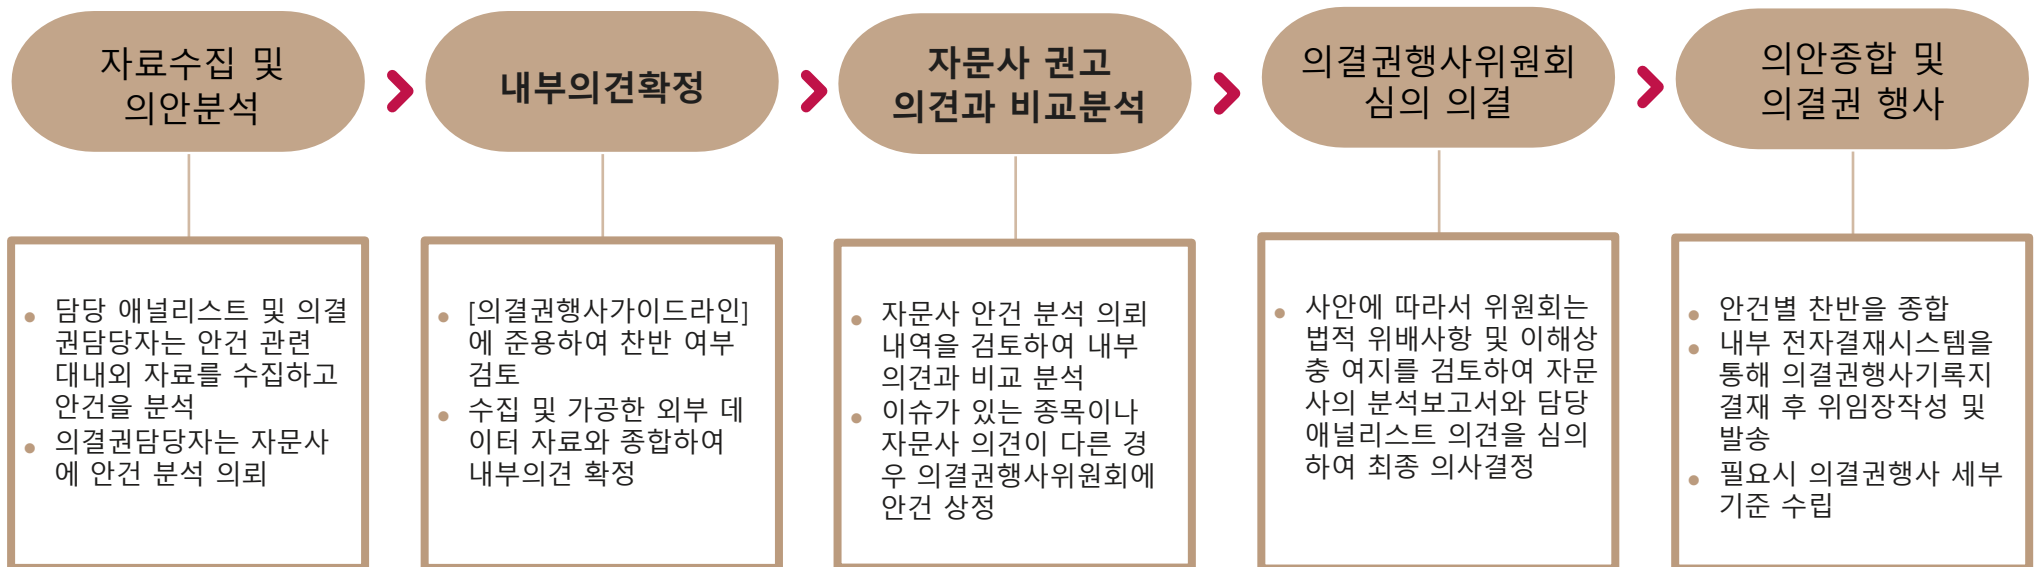 자료수집 및
의안분석
내부의견확정
자문사 권고
의견과 비교분석
의결권행사위원회
심의 의결
의안종합 및
의결권 행사
• 담당 애널리스트 및 의결
권담당자는 안건 관련
대내외 자료를 수집하고
안건을 분석
• 의결권담당자는 자문사
에 안건 분석 의뢰
• [의결권행사가이드라인]
에 준용하여 찬반 여부
검토
• 수집 및 가공한 외부 데
이터 자료와 종합하여
내부의견 확정
• 자문사 안건 분석 의뢰
내역을 검토하여 내부
의견과 비교 분석
• 이슈가 있는 종목이나
자문사 의견이 다른 경
우 의결권행사위원회에
안건 상정
• 사안에 따라서 위원회는
법적 위배사항 및 이해상
충 여지를 검토하여 자문
사의 분석보고서와 담당
애널리스트 의견을 심의
하여 최종 의사결정
• 안건별 찬반을 종합
• 내부 전자결재시스템을
통해 의결권행사기록지
결재 후 위임장작성 및
발송
• 필요시 의결권행사 세부
기준 수립